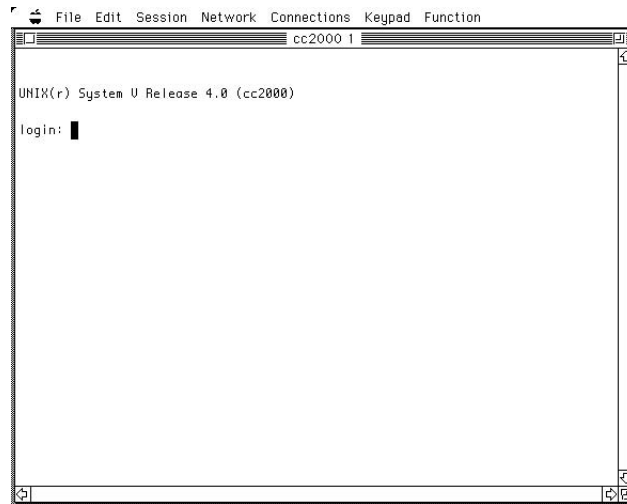 File Edit Session Network Connections Keypad Function
cc2000 1
UNIX(r) System V Release 4.0 (cc2000)
login: